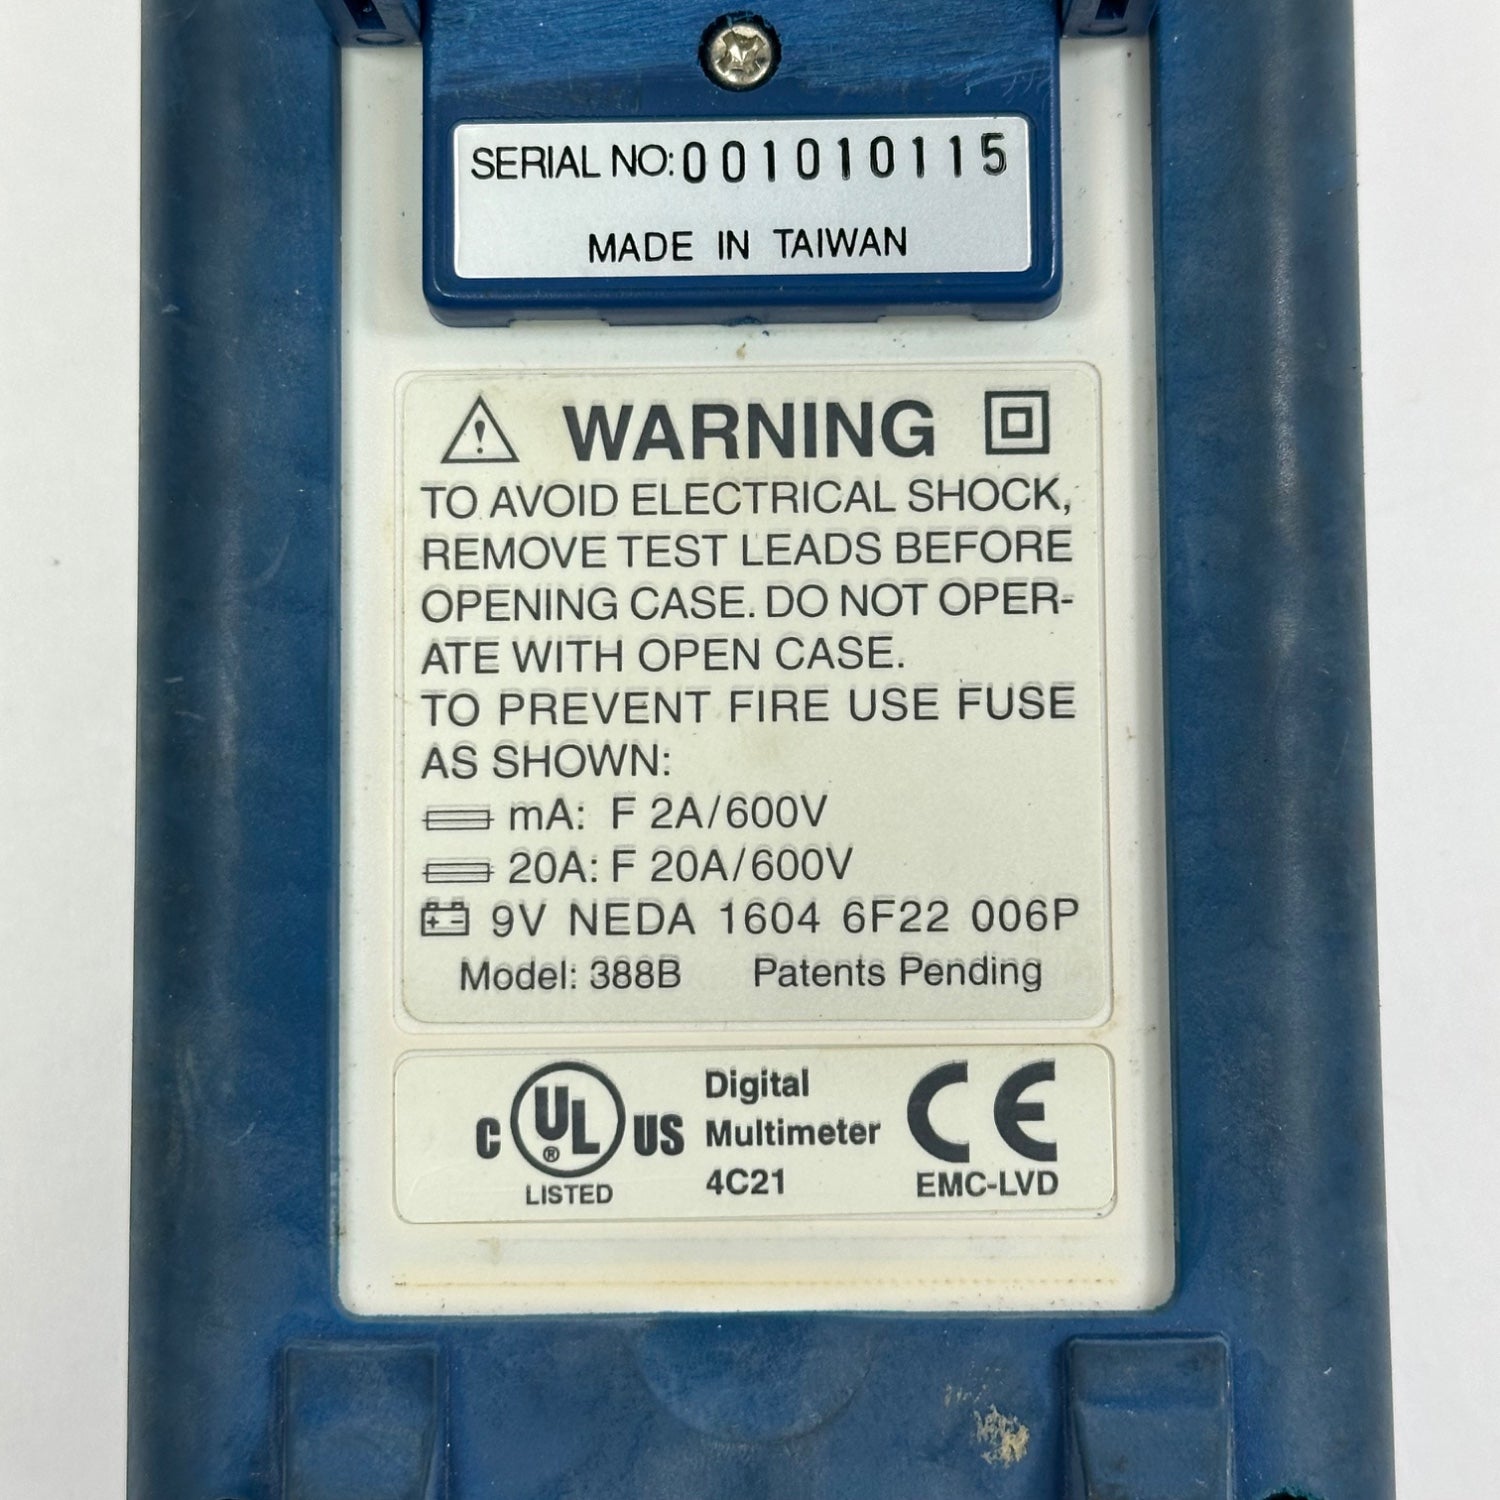 SERIAL NO: 001010115
MADE IN TAIWAN
WARNING
TO AVOID ELECTRICAL SHOCK,
REMOVE TEST LEADS BEFORE
OPENING CASE. DO NOT OPER-
ATE WITH OPEN CASE.
TO PREVENT FIRE USE FUSE
AS SHOWN:
mA: F 2A/600V
20A: F 20A/600V
9V NEDA 1604 6F22 006P
Model: 388B Patents Pending
C UL® US
LISTED
Digital
Multimeter
4C21
CE
EMC-LVD